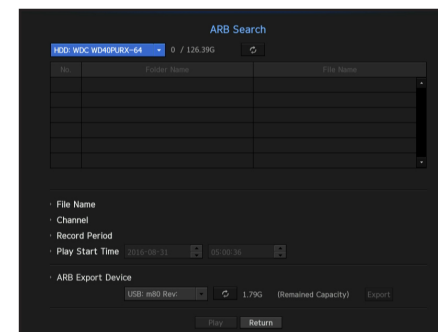 ARB Search
HDD: WDC WD40PURX-64 0 / 126.39G
No. Folder Name File Name
· File Name
· Channel
· Record Period
· Play Start Time 2016-08-31 05:00:36
· ARB Export Device
USB: m80 Rev: 1.79G (Remained Capacity) Export
Play Return